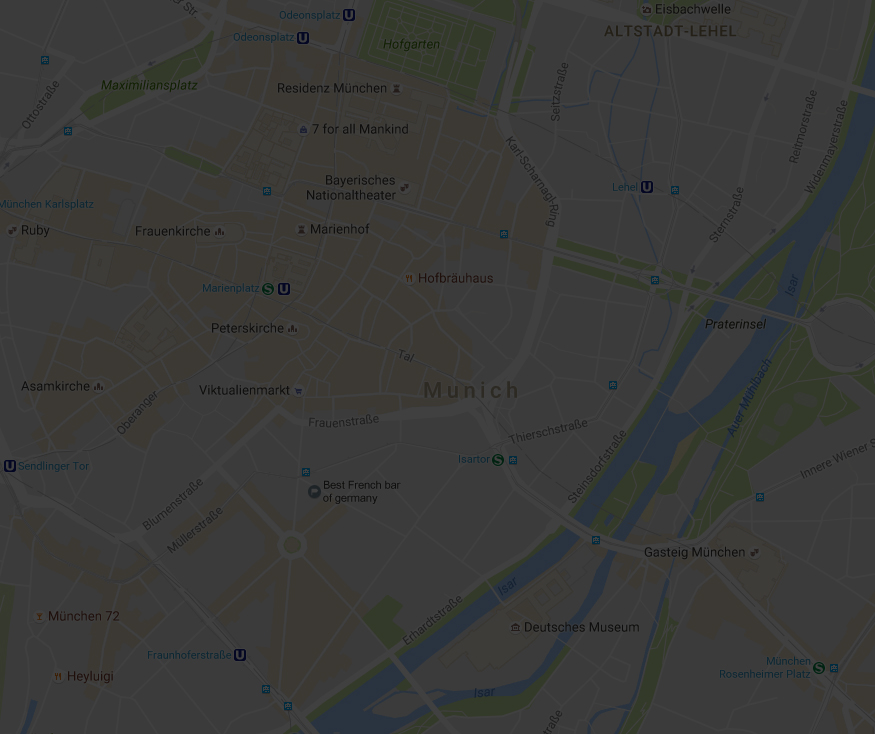 Str.
Odeonsplatz
Eisbachwelle
Odeonsplatz
ALTSTADT-LEHEL
Hofgarten
Maximiliansplatz
Residenz München
Ottostraße
Seitzstraße
Reitmorstraße
Widenmayerstraße
7 for all Mankind
Karl-Scharnagl-Ring
Bayerisches
Nationaltheater
Lehel
München Karlsplatz
Sternstraße
Ruby
Frauenkirche
Marienhof
Hofbräuhaus
Isar
Marienplatz
Peterskirche
Praterinsel
Tal
Asamkirche
Viktualienmarkt
Munich
Auer Mühlbach
Oberanger
Frauenstraße
Thierschstraße
Sendlinger Tor
Isartor
Steinsdorfstraße
Innere Wiener S
Best French bar
of germany
Blumenstraße
Müllerstraße
Gasteig München
Isar
München 72
Erhardtstraße
Deutsches Museum
Fraunhoferstraße
München
Rosenheimer Platz
Heyluigi
Isar